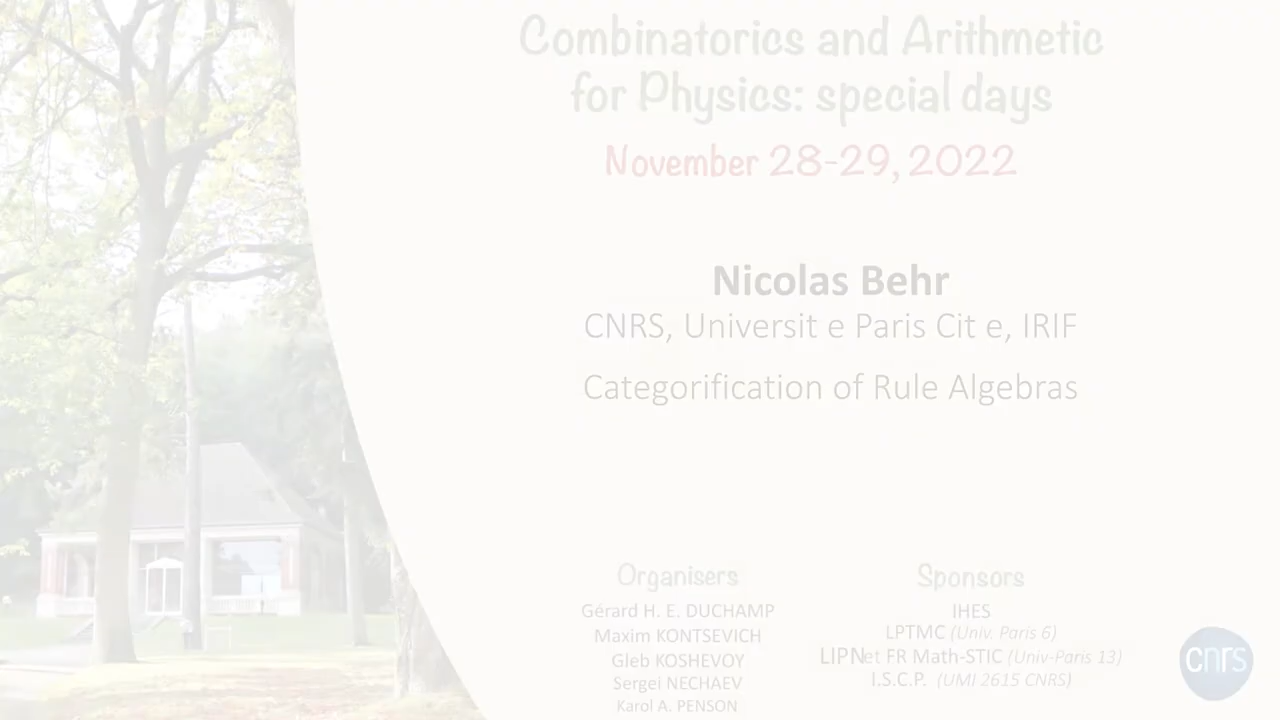 Combinatorics and Arithmetic
for Physics: special days
November 28-29, 2022
Nicolas Behr
CNRS, Universit e Paris Cit e, IRIF
Categorification of Rule Algebras
Organisers
Gérard H. E. DUCHAMP
Maxim KONTSEVICH
Gleb KOSHEVOY
Sergei NECHAEV
Karol A. PENSON
Sponsors
IHES
LPTMC (Univ. Paris 6)
LIPNet FR Math-STIC (Univ-Paris 13)
I.S.C.P. (UMI 2615 CNRS)
cnrs